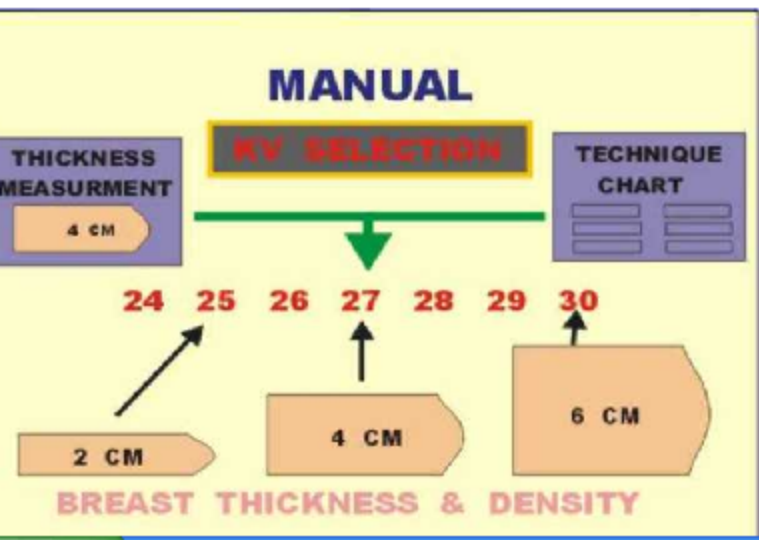 MANUAL
KV SELECTION
THICKNESS
MEASURMENT
4 CM
TECHNIQUE
CHART
24 25 26 27 28 29 30
2 CM
4 CM
6 CM
BREAST THICKNESS & DENSITY